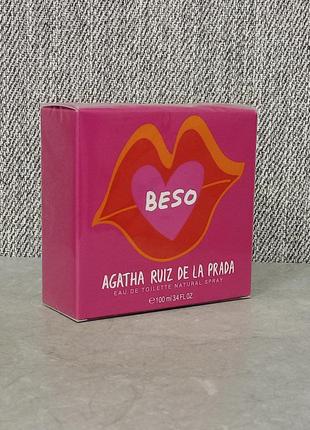 BESO
AGATHA RUIZ DE LA PRADA
EAU DE TOILETTE NATURAL SPRAY
℮ 100 ml 3.4 FL.OZ